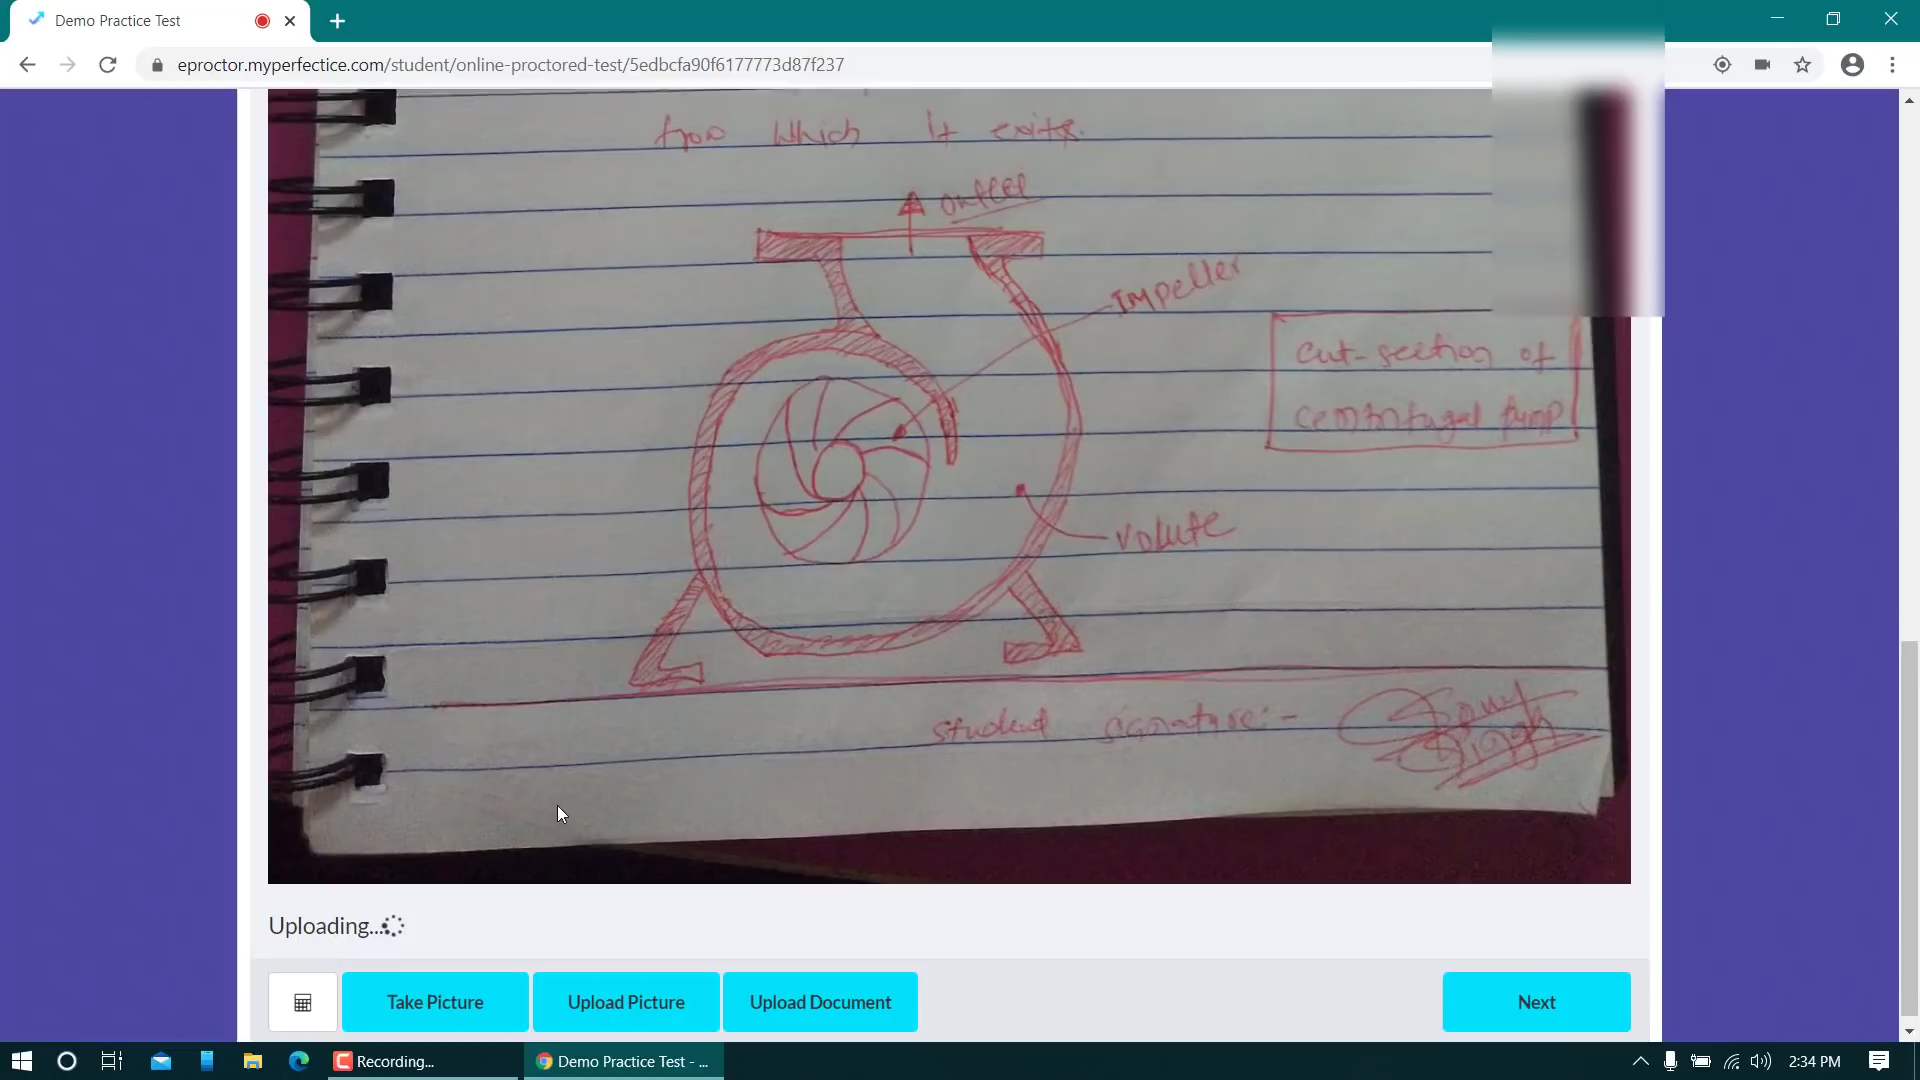 Demo Practice Test
eproctor.myperfectice.com/student/online-proctored-test/5edbcfa90f6177773d87f237
from which it exits.
outlet
Impeller
cut-section of
centrifugal pump
volute
student signature:-
Uploading...
Take Picture
Upload Picture
Upload Document
Next
Recording...
Demo Practice Test - ...
2:34 PM